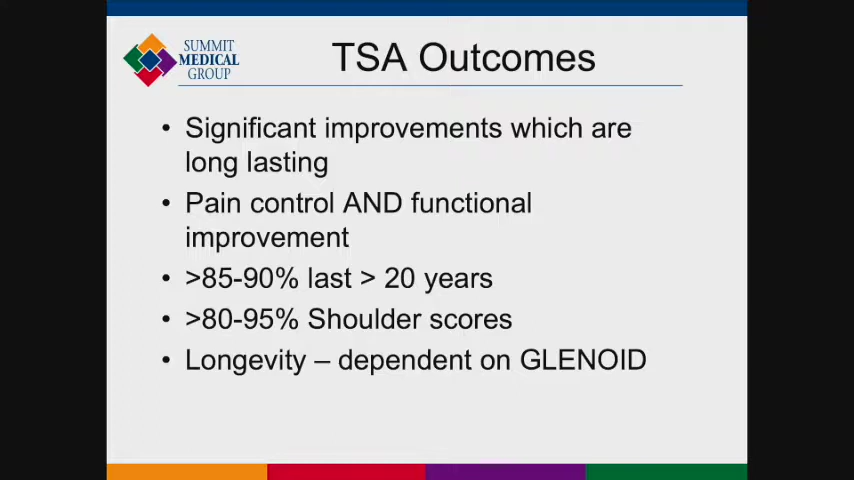 SUMMIT
MEDICAL
GROUP
TSA Outcomes
• Significant improvements which are
long lasting
• Pain control AND functional
improvement
• >85-90% last > 20 years
• >80-95% Shoulder scores
• Longevity – dependent on GLENOID